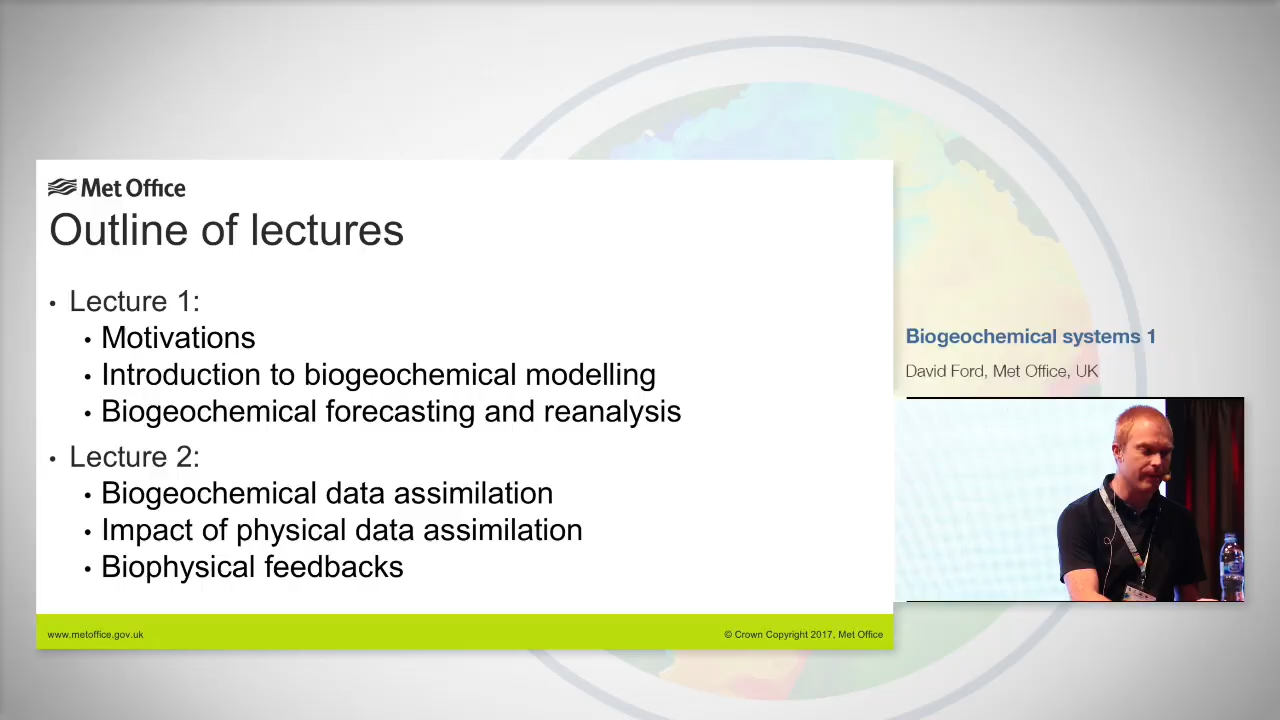 Met Office
Outline of lectures
• Lecture 1:
• Motivations
• Introduction to biogeochemical modelling
• Biogeochemical forecasting and reanalysis
• Lecture 2:
• Biogeochemical data assimilation
• Impact of physical data assimilation
• Biophysical feedbacks
www.metoffice.gov.uk
© Crown Copyright 2017, Met Office
Biogeochemical systems 1
David Ford, Met Office, UK